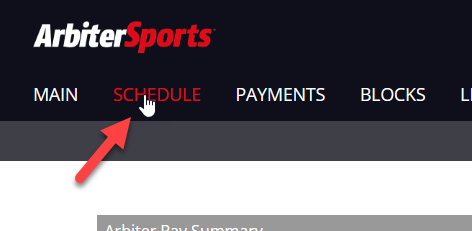 ArbiterSports
MAIN SCHEDULE PAYMENTS BLOCKS
Arbiter Pay Summary